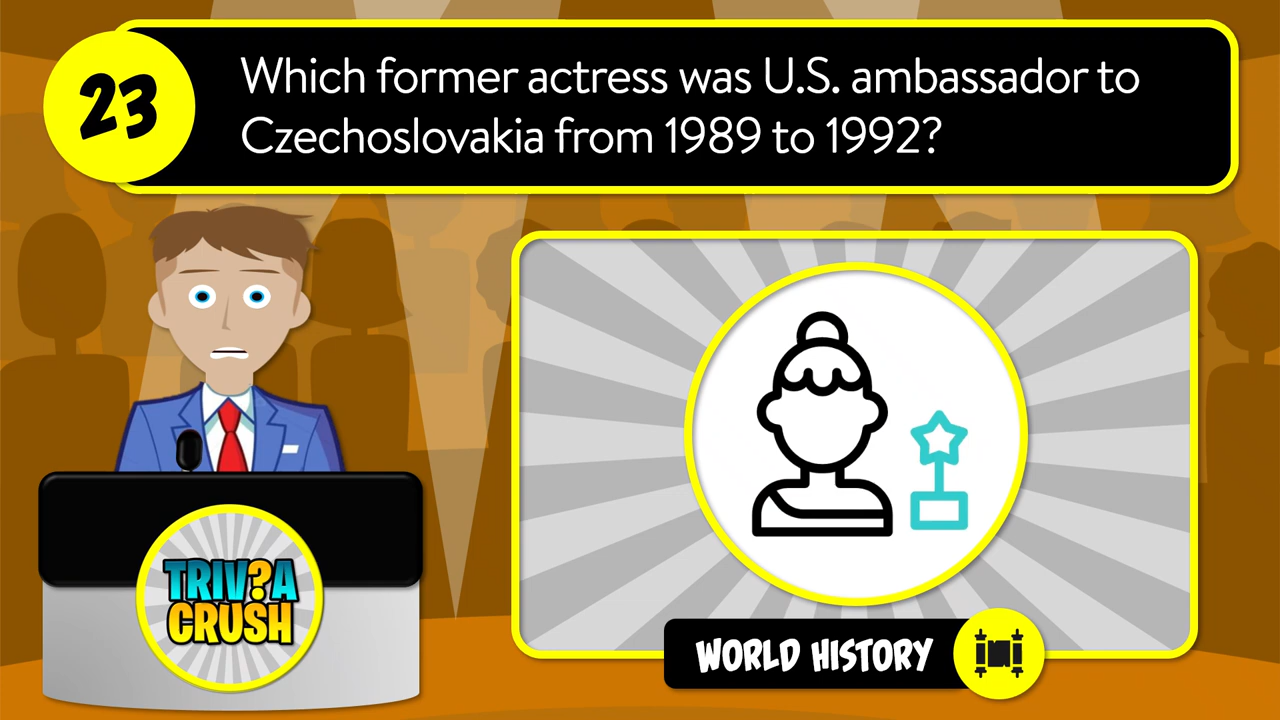 23
Which former actress was U.S. ambassador to
Czechoslovakia from 1989 to 1992?
TRIV?A
CRUSH
WORLD HISTORY